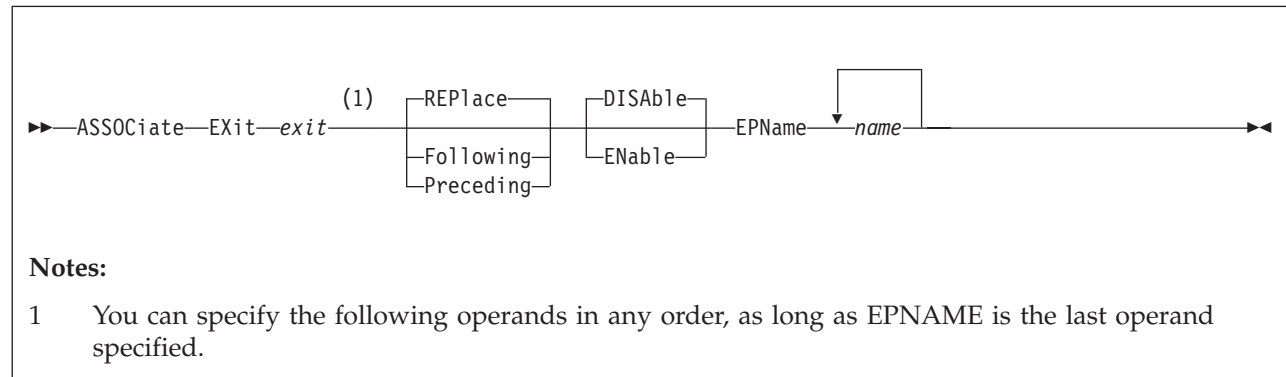 (1) REPlace DISAble
ASSOCiate EXit exit EPName name
Following ENable
Preceding
Notes:
1 You can specify the following operands in any order, as long as EPNAME is the last operand
specified.